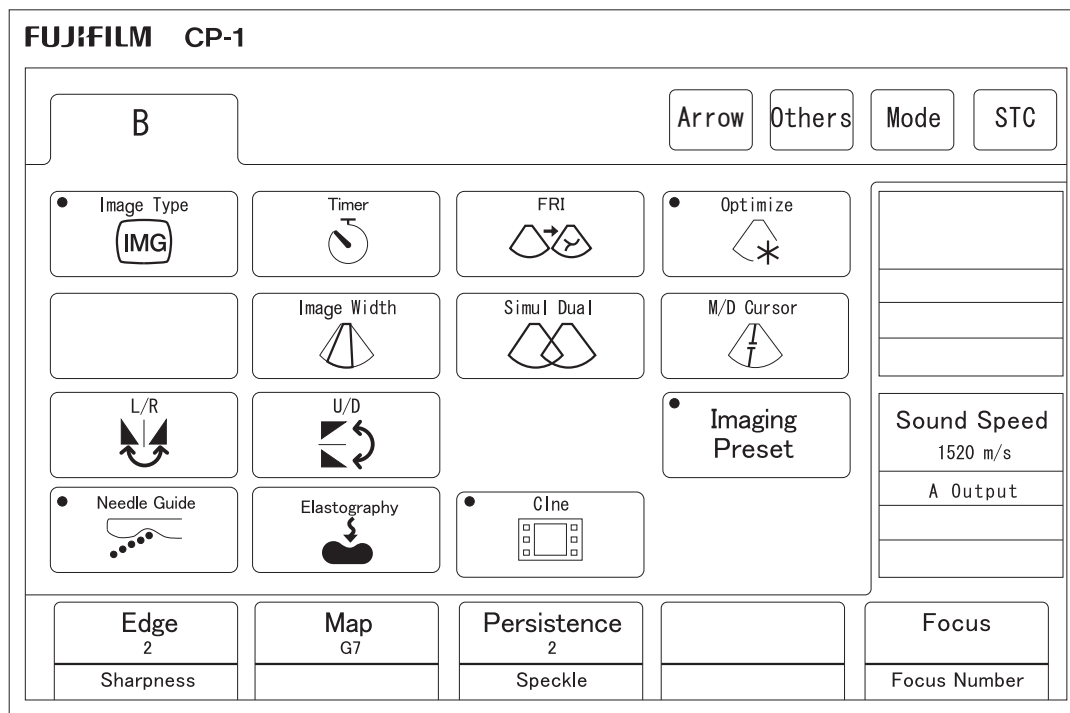 FUJIFILM CP-1
B
Arrow Others Mode STC
Image Type
IMG
Timer
FRI
Optimize
Image Width
Simul Dual
M/D Cursor
L/R
U/D
Imaging
Preset
Sound Speed
1520 m/s
A Output
Needle Guide
Elastography
CIne
Edge
2
Sharpness
Map
G7
Persistence
2
Speckle
Focus
Focus Number